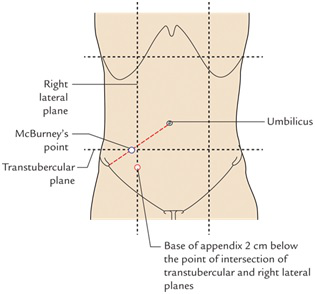 Right
lateral
plane
Umbilicus
McBurney's
point
Transtubercular
plane
Base of appendix 2 cm below
the point of intersection of
transtubercular and right lateral
planes